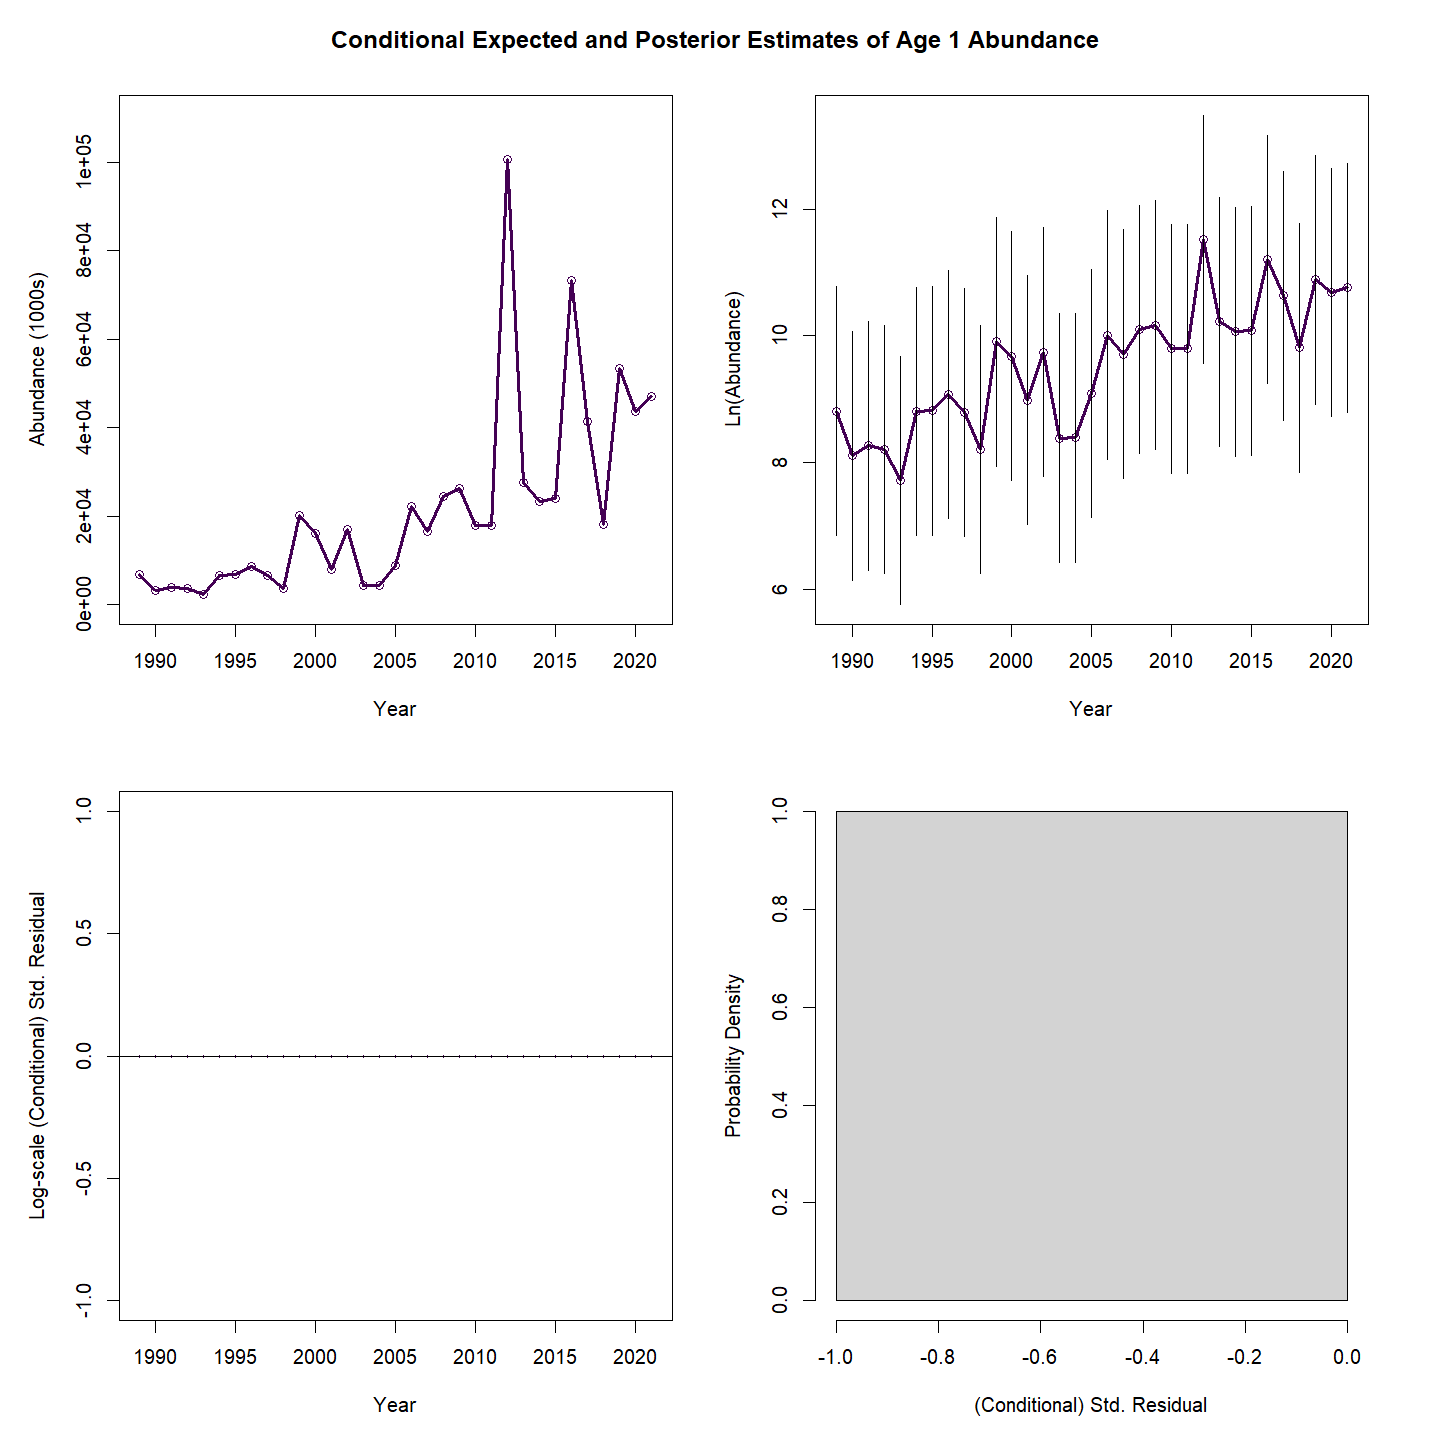 Conditional Expected and Posterior Estimates of Age 1 Abundance
Abundance (1000s)
1e+05
8e+04
6e+04
4e+04
2e+04
0e+00
1990 1995 2000 2005 2010 2015 2020
Year
Ln(Abundance)
12
10
8
6
1990 1995 2000 2005 2010 2015 2020
Year
Log-scale (Conditional) Std. Residual
1.0
0.5
0.0
-0.5
-1.0
1990 1995 2000 2005 2010 2015 2020
Year
Probability Density
1.0
0.8
0.6
0.4
0.2
0.0
-1.0 -0.8 -0.6 -0.4 -0.2 0.0
(Conditional) Std. Residual